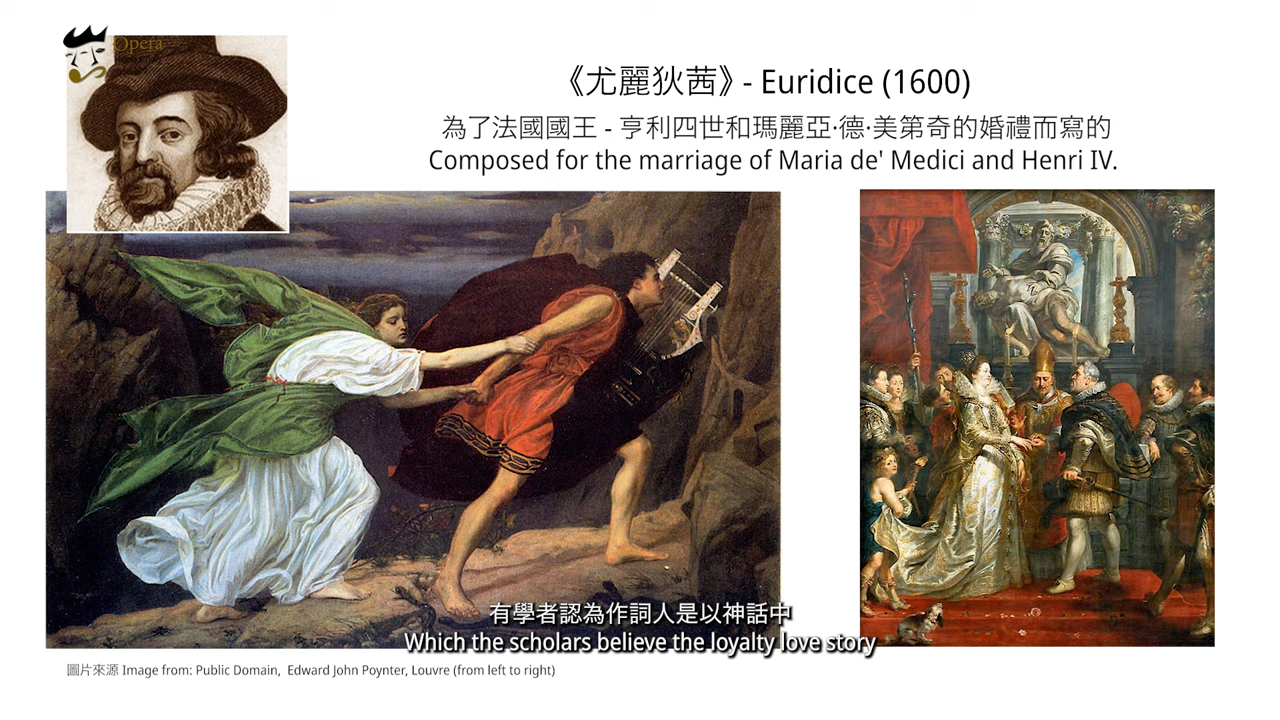 Opera
《尤麗狄茜》- Euridice (1600)
為了法國國王 - 亨利四世和瑪麗亞·德·美第奇的婚禮而寫的
Composed for the marriage of Maria de' Medici and Henri IV.
有學者認為作詞人是以神話中
Which the scholars believe the loyalty love story
圖片來源 Image from: Public Domain, Edward John Poynter, Louvre (from left to right)